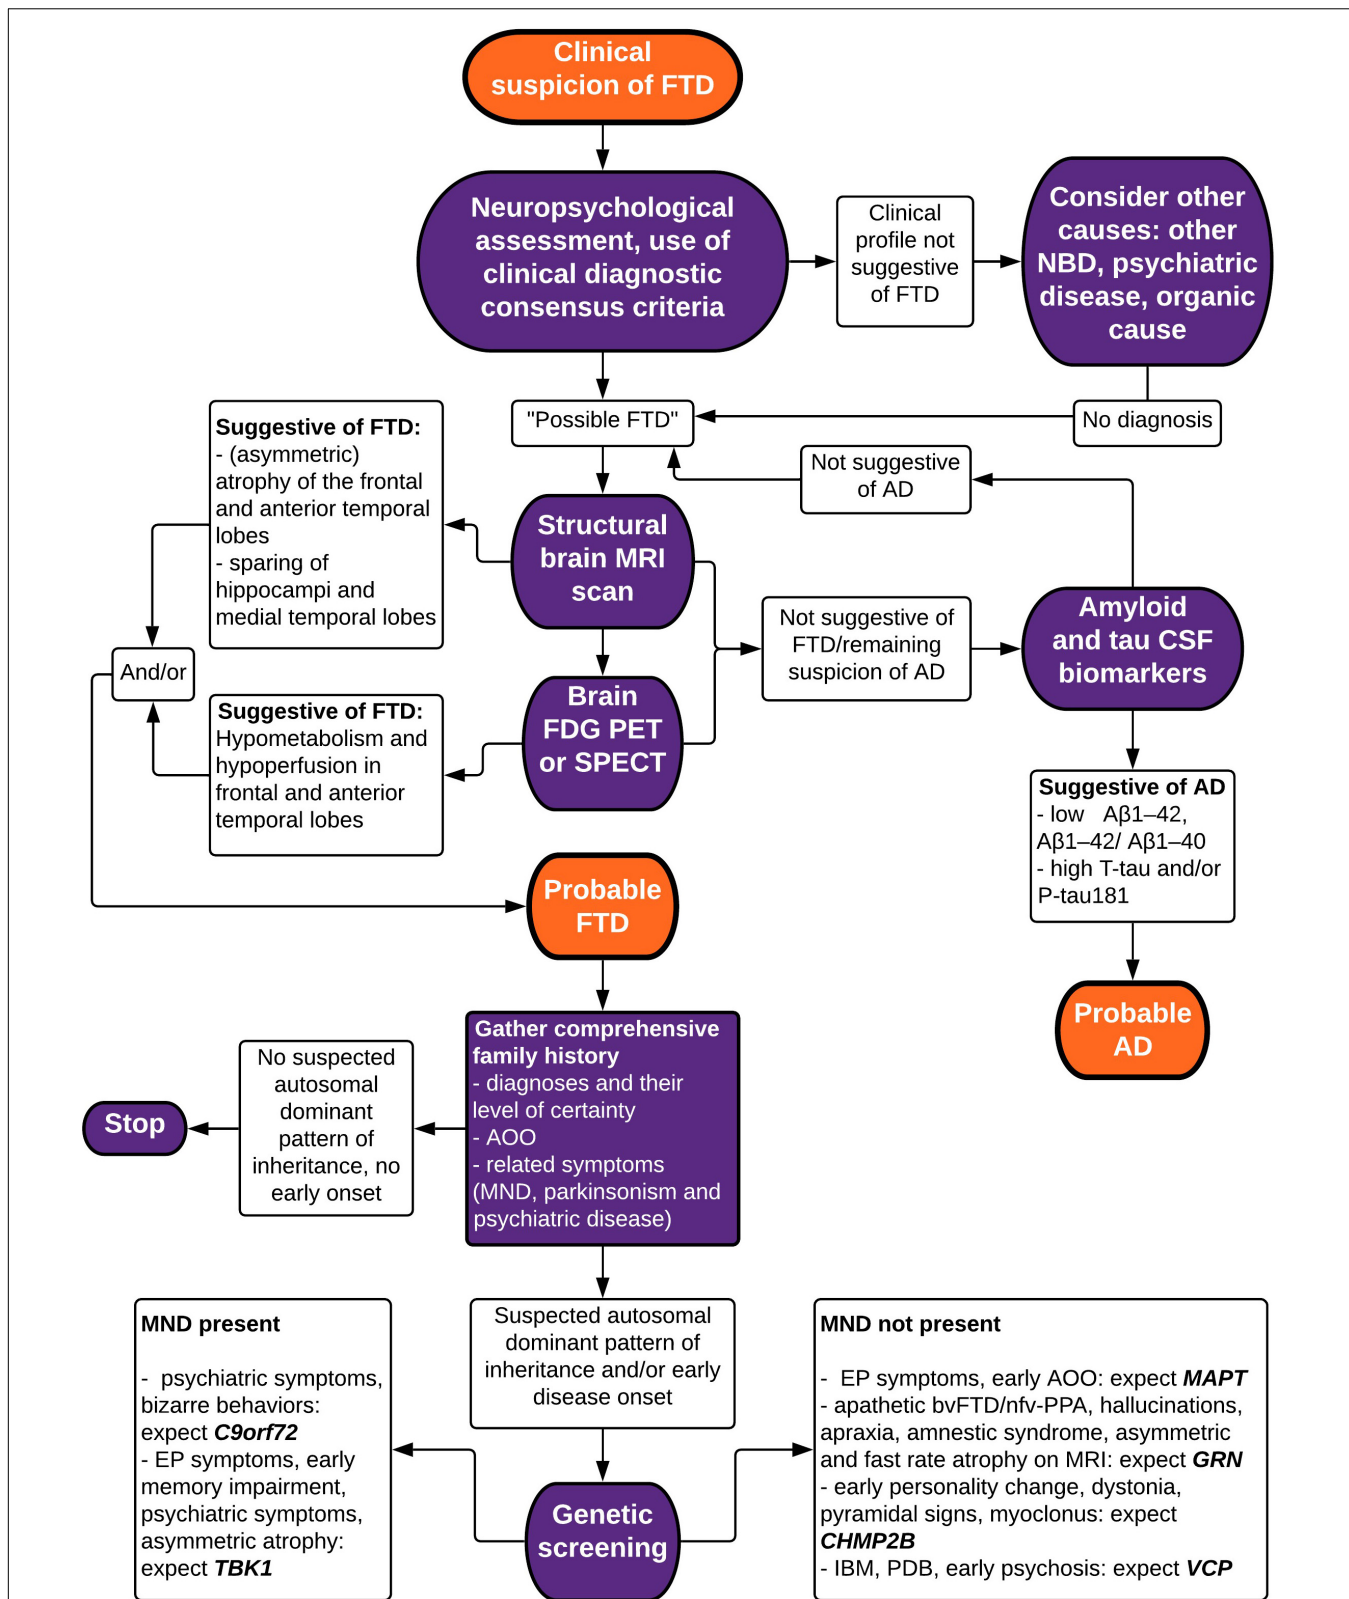 Clinical
suspicion of FTD
Neuropsychological
assessment, use of
clinical diagnostic
consensus criteria
Clinical
profile not
suggestive
of FTD
Consider other
causes: other
NBD, psychiatric
disease, organic
cause
"Possible FTD"
No diagnosis
Not suggestive
of AD
Suggestive of FTD:
- (asymmetric)
atrophy of the frontal
and anterior temporal
lobes
- sparing of
hippocampi and
medial temporal lobes
Structural
brain MRI
scan
Not suggestive of
FTD/remaining
suspicion of AD
Amyloid
and tau CSF
biomarkers
And/or
Suggestive of FTD:
Hypometabolism and
hypoperfusion in
frontal and anterior
temporal lobes
Brain
FDG PET
or SPECT
Suggestive of AD
- low Aβ1–42,
Aβ1–42/ Aβ1–40
- high T-tau and/or
P-tau181
Probable
FTD
Probable
AD
Gather comprehensive
family history
- diagnoses and their
level of certainty
- AOO
- related symptoms
(MND, parkinsonism and
psychiatric disease)
No suspected
autosomal
dominant
pattern of
inheritance, no
early onset
Stop
Suspected autosomal
dominant pattern of
inheritance and/or early
disease onset
MND present
- psychiatric symptoms,
bizarre behaviors:
expect C9orf72
- EP symptoms, early
memory impairment,
psychiatric symptoms,
asymmetric atrophy:
expect TBK1
Genetic
screening
MND not present
- EP symptoms, early AOO: expect MAPT
- apathetic bvFTD/nfv-PPA, hallucinations,
apraxia, amnestic syndrome, asymmetric
and fast rate atrophy on MRI: expect GRN
- early personality change, dystonia,
pyramidal signs, myoclonus: expect
CHMP2B
- IBM, PDB, early psychosis: expect VCP